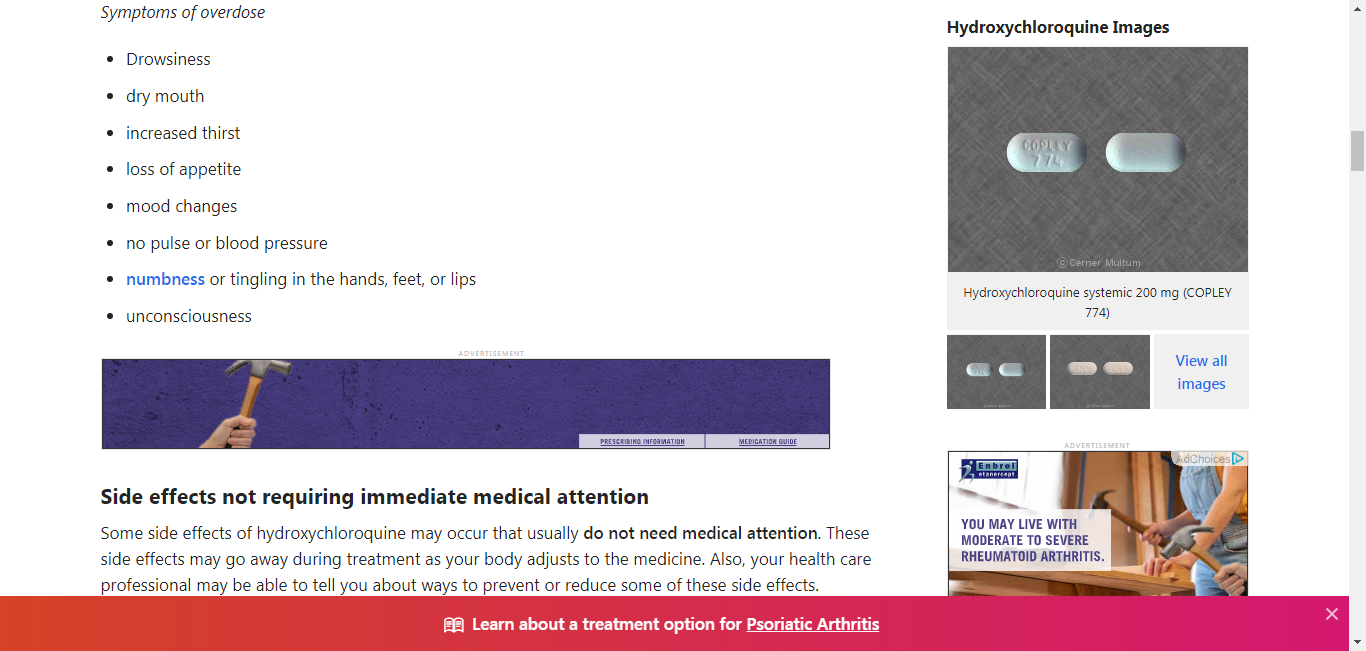 Symptoms of overdose
Drowsiness
dry mouth
increased thirst
loss of appetite
mood changes
no pulse or blood pressure
numbness or tingling in the hands, feet, or lips
unconsciousness
ADVERTISEMENT
PRESCRIBING INFORMATION
MEDICATION GUIDE
Side effects not requiring immediate medical attention
Some side effects of hydroxychloroquine may occur that usually do not need medical attention. These
side effects may go away during treatment as your body adjusts to the medicine. Also, your health care
professional may be able to tell you about ways to prevent or reduce some of these side effects.
Hydroxychloroquine Images
COPLEY
774
© Cerner Multum
Hydroxychloroquine systemic 200 mg (COPLEY
774)
View all
images
ADVERTISEMENT
AdChoices
Enbrel
etanercept
YOU MAY LIVE WITH
MODERATE TO SEVERE
RHEUMATOID ARTHRITIS.
Learn about a treatment option for Psoriatic Arthritis